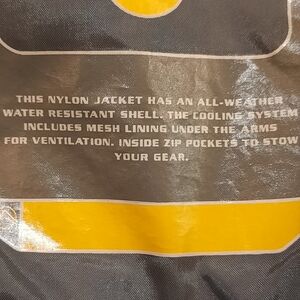 THIS NYLON JACKET HAS AN ALL-WEATHER
WATER RESISTANT SHELL. THE COOLING SYSTEM
INCLUDES MESH LINING UNDER THE ARMS
FOR VENTILATION. INSIDE ZIP POCKETS TO STOW
YOUR GEAR.